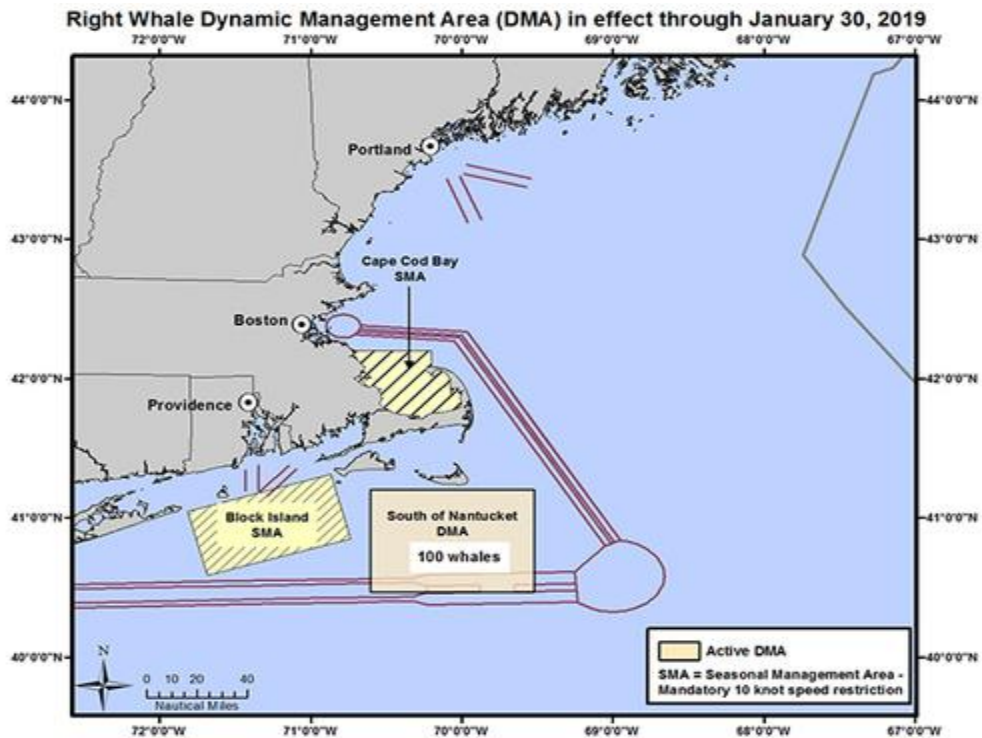 Right Whale Dynamic Management Area (DMA) in effect through January 30, 2019
72°0'0"W 71°0'0"W 70°0'0"W 69°0'0"W 68°0'0"W 67°0'0"W
44°0'0"N 44°0'0"N
Portland
43°0'0"N 43°0'0"N
Cape Cod Bay
SMA
Boston
42°0'0"N 42°0'0"N
Providence
41°0'0"N 41°0'0"N
Block Island
SMA
South of Nantucket
DMA
100 whales
40°0'0"N 40°0'0"N
N
0 10 20 40
Nautical Miles
Active DMA
SMA = Seasonal Management Area -
Mandatory 10 knot speed restriction
72°0'0"W 71°0'0"W 70°0'0"W 69°0'0"W 68°0'0"W 67°0'0"W